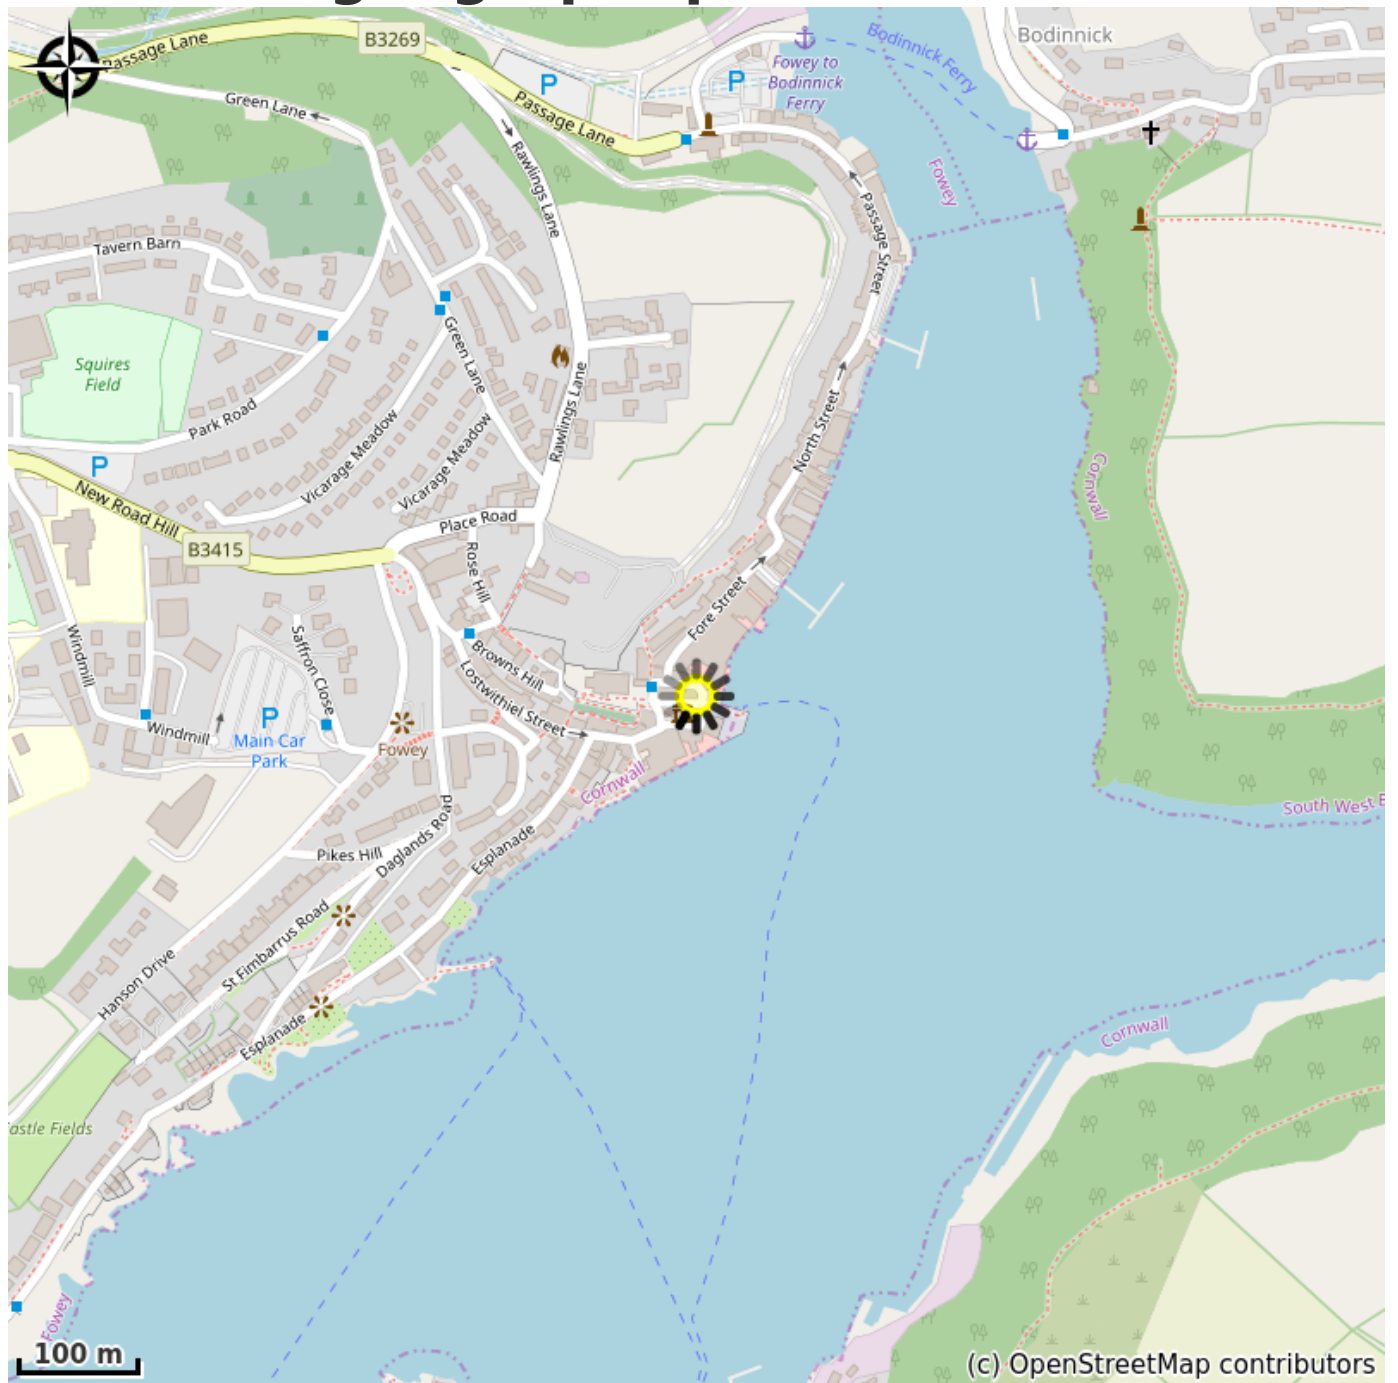 Passage Lane
B3269
Bodinnick
Bodinnick Ferry
Fowey to
Bodinnick
Ferry
P
P
Green Lane
Passage Lane
Rawlings Lane
Fowey
Passage Street
Tavern Barn
Green Lane
Squires
Field
Park Road
Rawlings Lane
North Street
Vicarage Meadow
Vicarage Meadow
P
Cornwall
New Road Hill
Place Road
B3415
Rose Hill
Fore Street
Windmill
Saffron Close
Browns Hill
Lostwithiel Street
P
Main Car
Park
Windmill
Fowey
Cornwall
South West
Daglands Road
Pikes Hill
Esplanade
St Fimbarrus Road
Hanson Drive
Esplanade
Cornwall
astle Fields
Fowey
100 m
(c) OpenStreetMap contributors